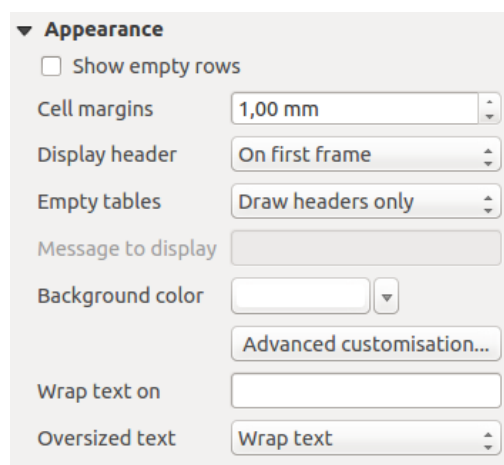 Appearance
Show empty rows
Cell margins 1,00 mm
Display header On first frame
Empty tables Draw headers only
Message to display
Background color
Advanced customisation...
Wrap text on
Oversized text Wrap text